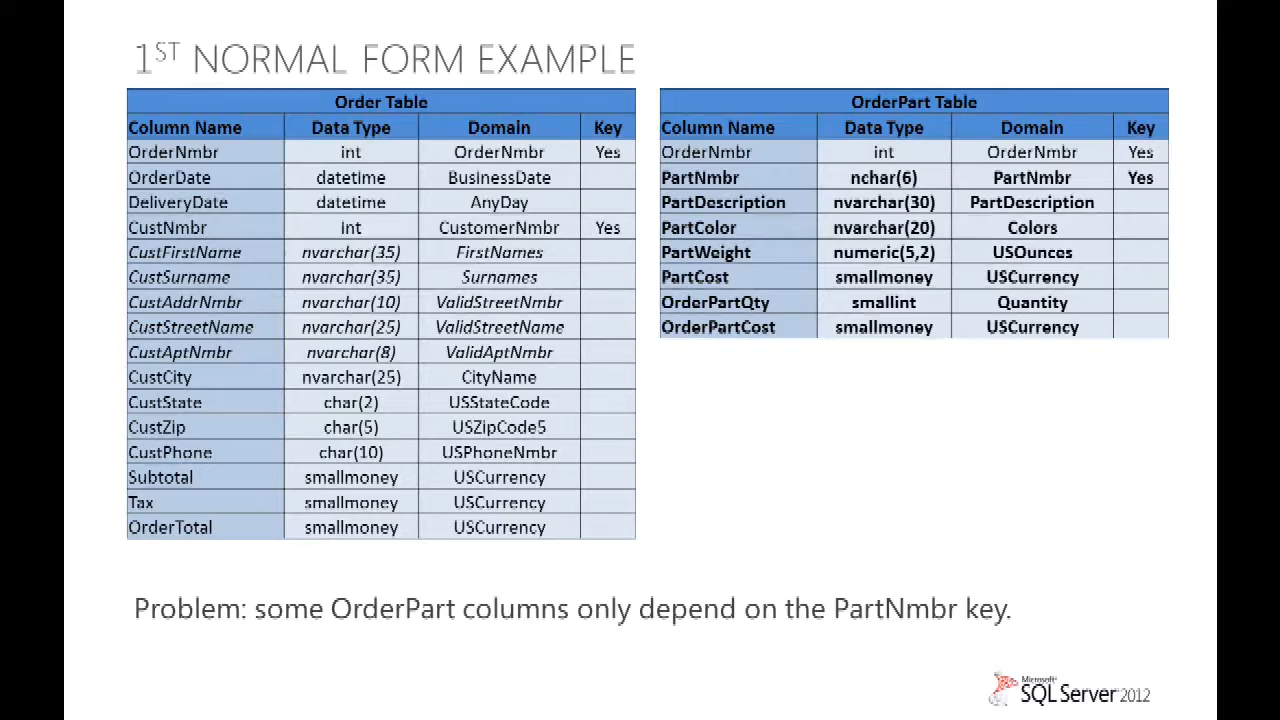 1ST NORMAL FORM EXAMPLE
Order Table
Column Name Data Type Domain Key
OrderNmbr int OrderNmbr Yes
OrderDate datetime BusinessDate
DeliveryDate datetime AnyDay
CustNmbr Int CustomerNmbr Yes
CustFirstName nvarchar(35) FirstNames
CustSurname nvarchar(35) Surnames
CustAddrNmbr nvarchar(10) ValidStreetNmbr
CustStreetName nvarchar(25) ValidStreetName
CustAptNmbr nvarchar(8) ValidAptNmbr
CustCity nvarchar(25) CityName
CustState char(2) USStateCode
CustZip char(5) USZipCode5
CustPhone char(10) USPhoneNmbr
Subtotal smallmoney USCurrency
Tax smallmoney USCurrency
OrderTotal smallmoney USCurrency
OrderPart Table
Column Name Data Type Domain Key
OrderNmbr int OrderNmbr Yes
PartNmbr nchar(6) PartNmbr Yes
PartDescription nvarchar(30) PartDescription
PartColor nvarchar(20) Colors
PartWeight numeric(5,2) USOunces
PartCost smallmoney USCurrency
OrderPartQty smallint Quantity
OrderPartCost smallmoney USCurrency
Problem: some OrderPart columns only depend on the PartNmbr key.
Microsoft
SQL Server 2012